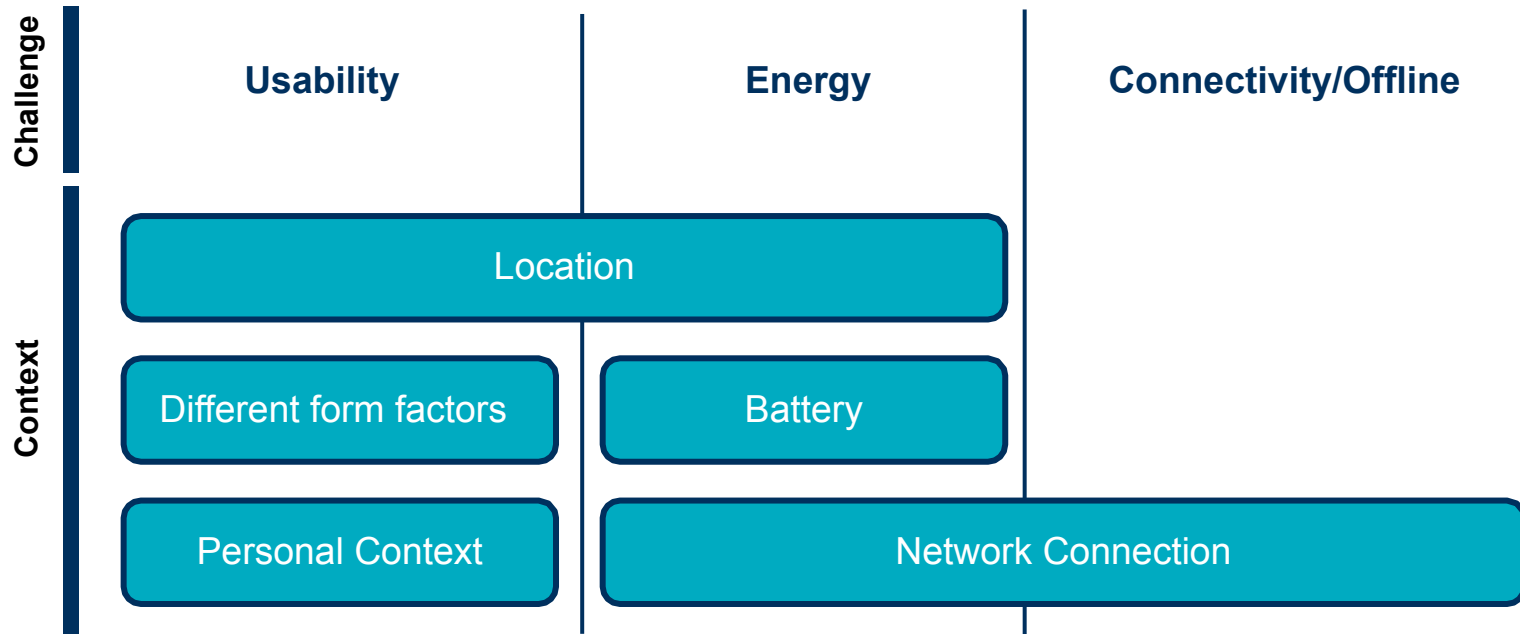 Challenge
Usability
Energy
Connectivity/Offline
Context
Location
Different form factors
Battery
Personal Context
Network Connection